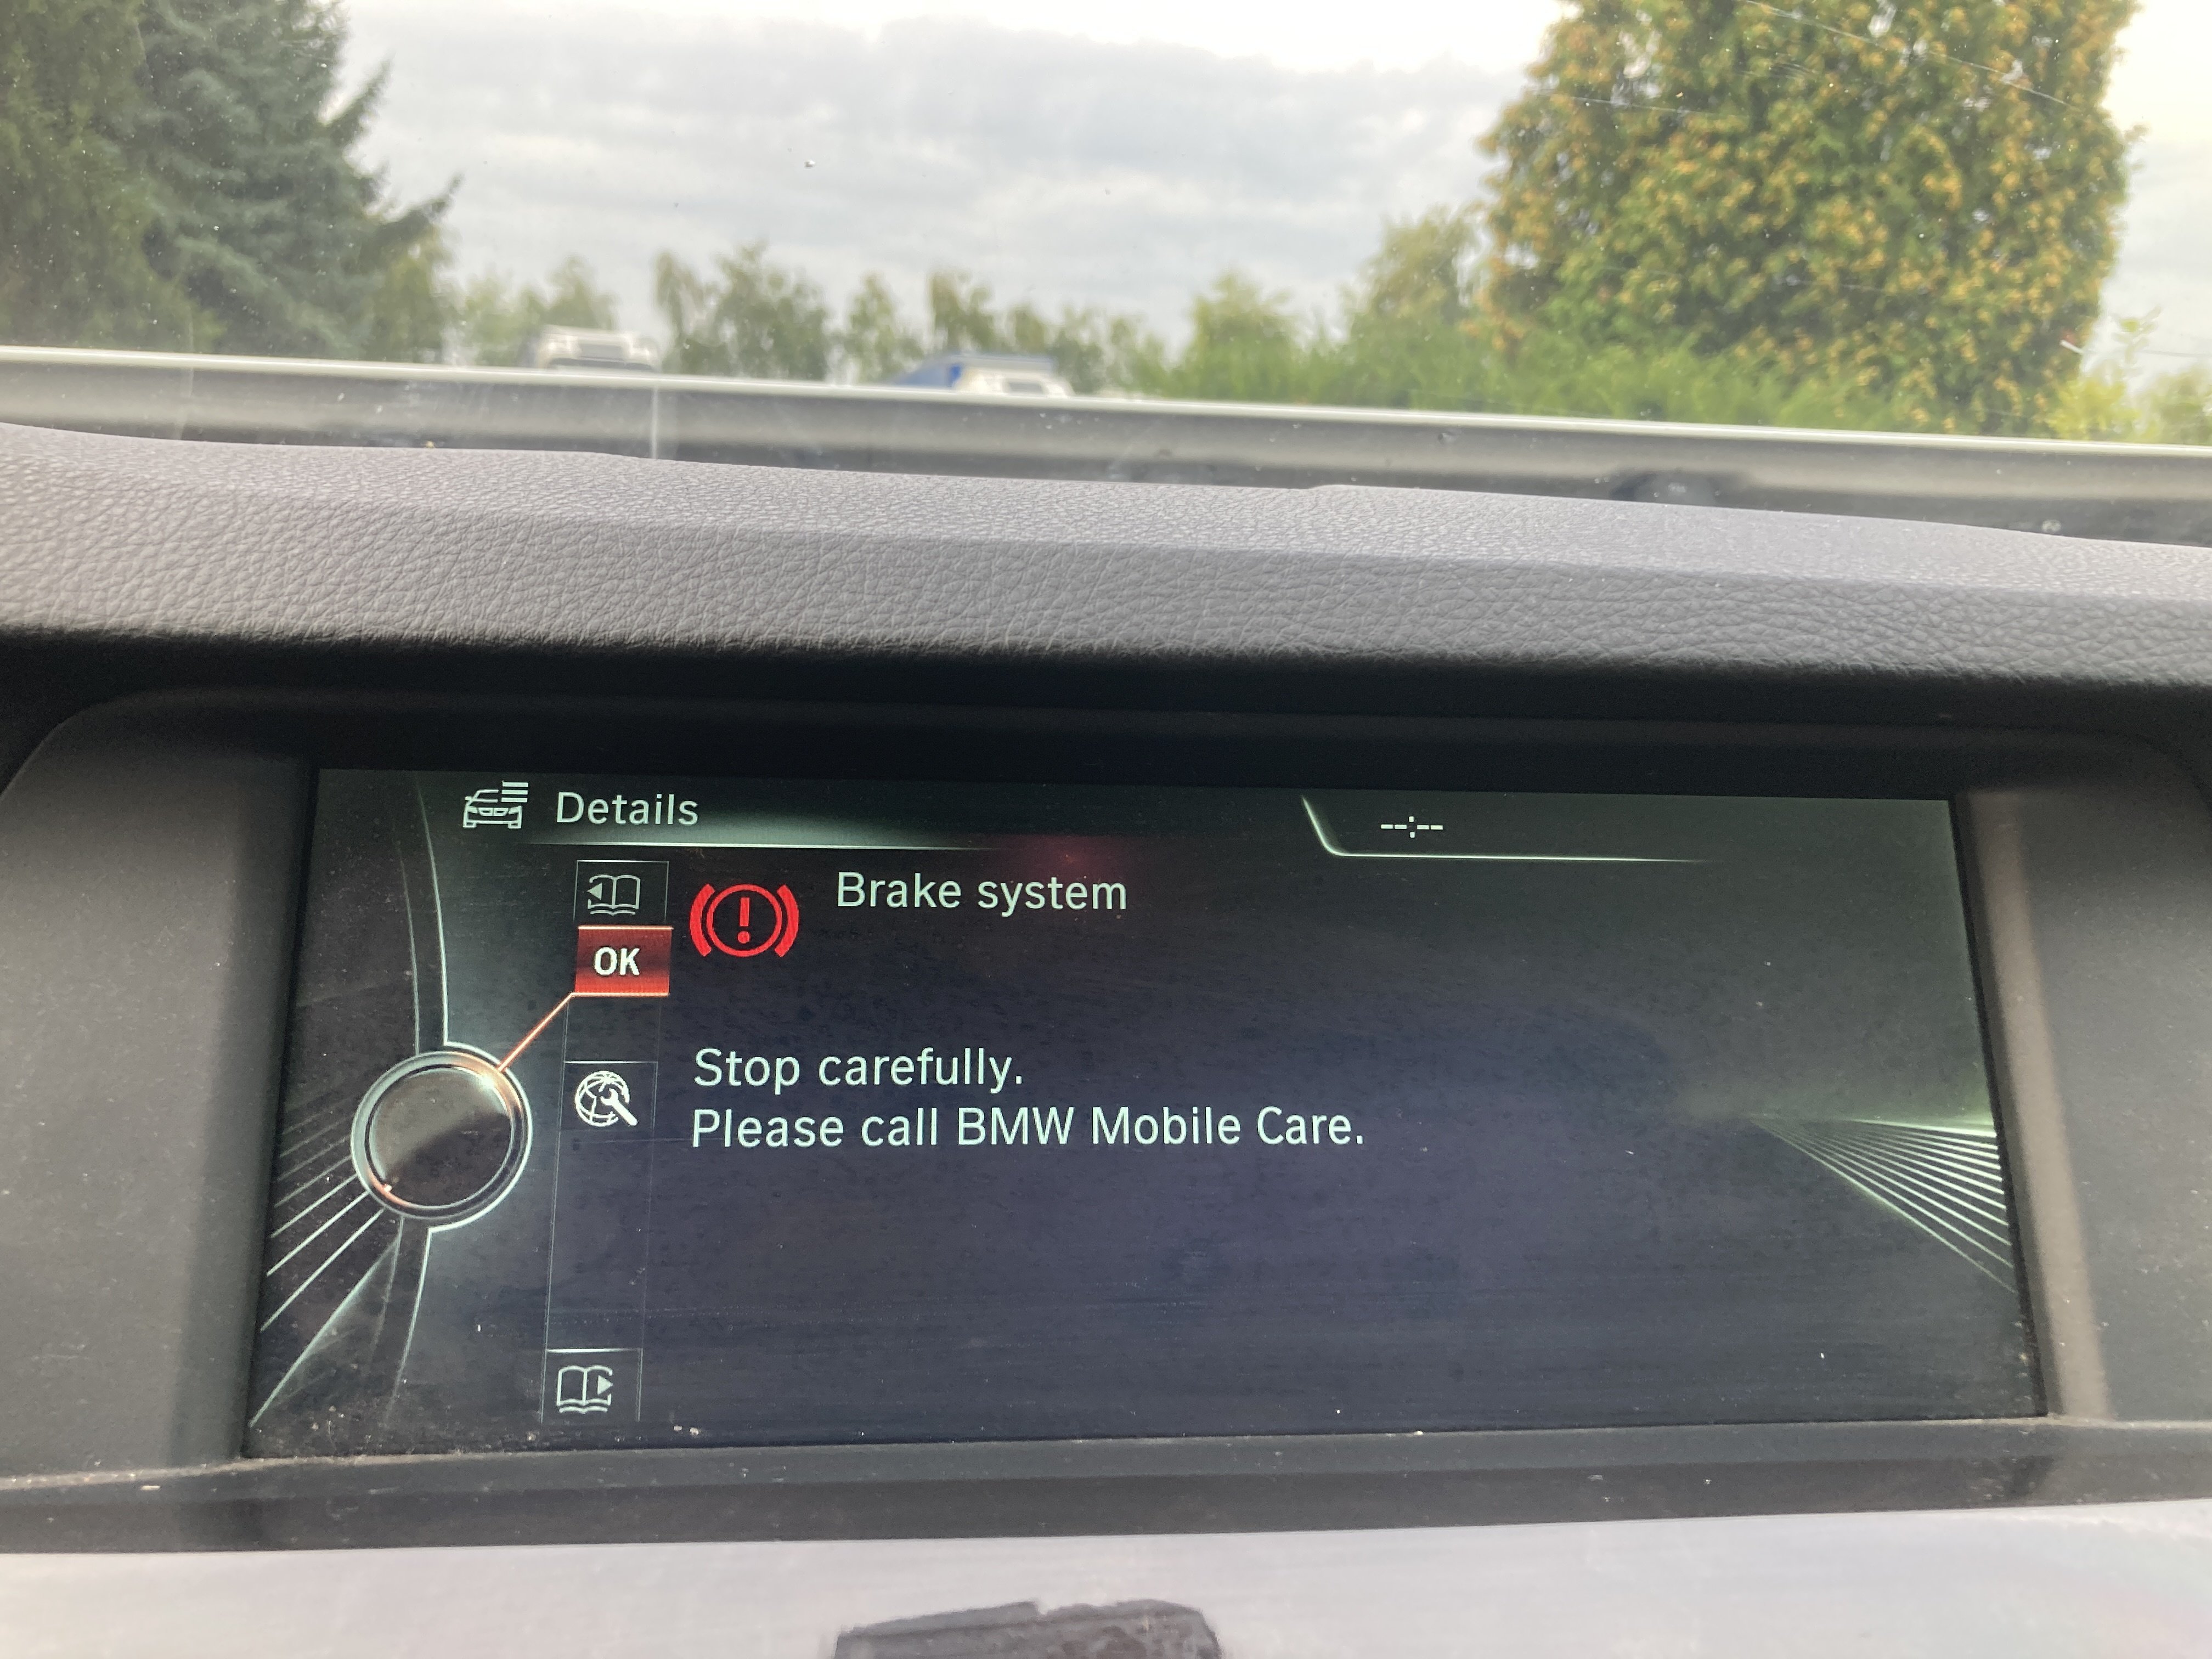 Details
--:--
Brake system
OK
Stop carefully.
Please call BMW Mobile Care.